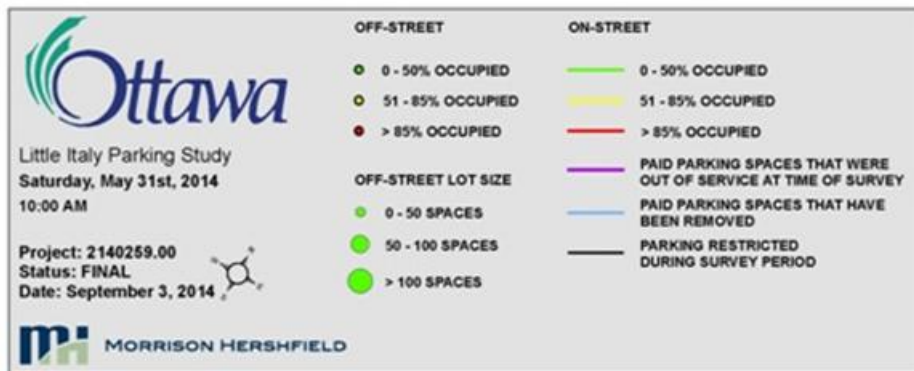 Ottawa
Little Italy Parking Study
Saturday, May 31st, 2014
10:00 AM
Project: 2140259.00
Status: FINAL
Date: September 3, 2014
MORRISON HERSHFIELD
OFF-STREET
0 - 50% OCCUPIED
51 - 85% OCCUPIED
> 85% OCCUPIED
OFF-STREET LOT SIZE
0 - 50 SPACES
50 - 100 SPACES
> 100 SPACES
ON-STREET
0 - 50% OCCUPIED
51 - 85% OCCUPIED
> 85% OCCUPIED
PAID PARKING SPACES THAT WERE
OUT OF SERVICE AT TIME OF SURVEY
PAID PARKING SPACES THAT HAVE
BEEN REMOVED
PARKING RESTRICTED
DURING SURVEY PERIOD